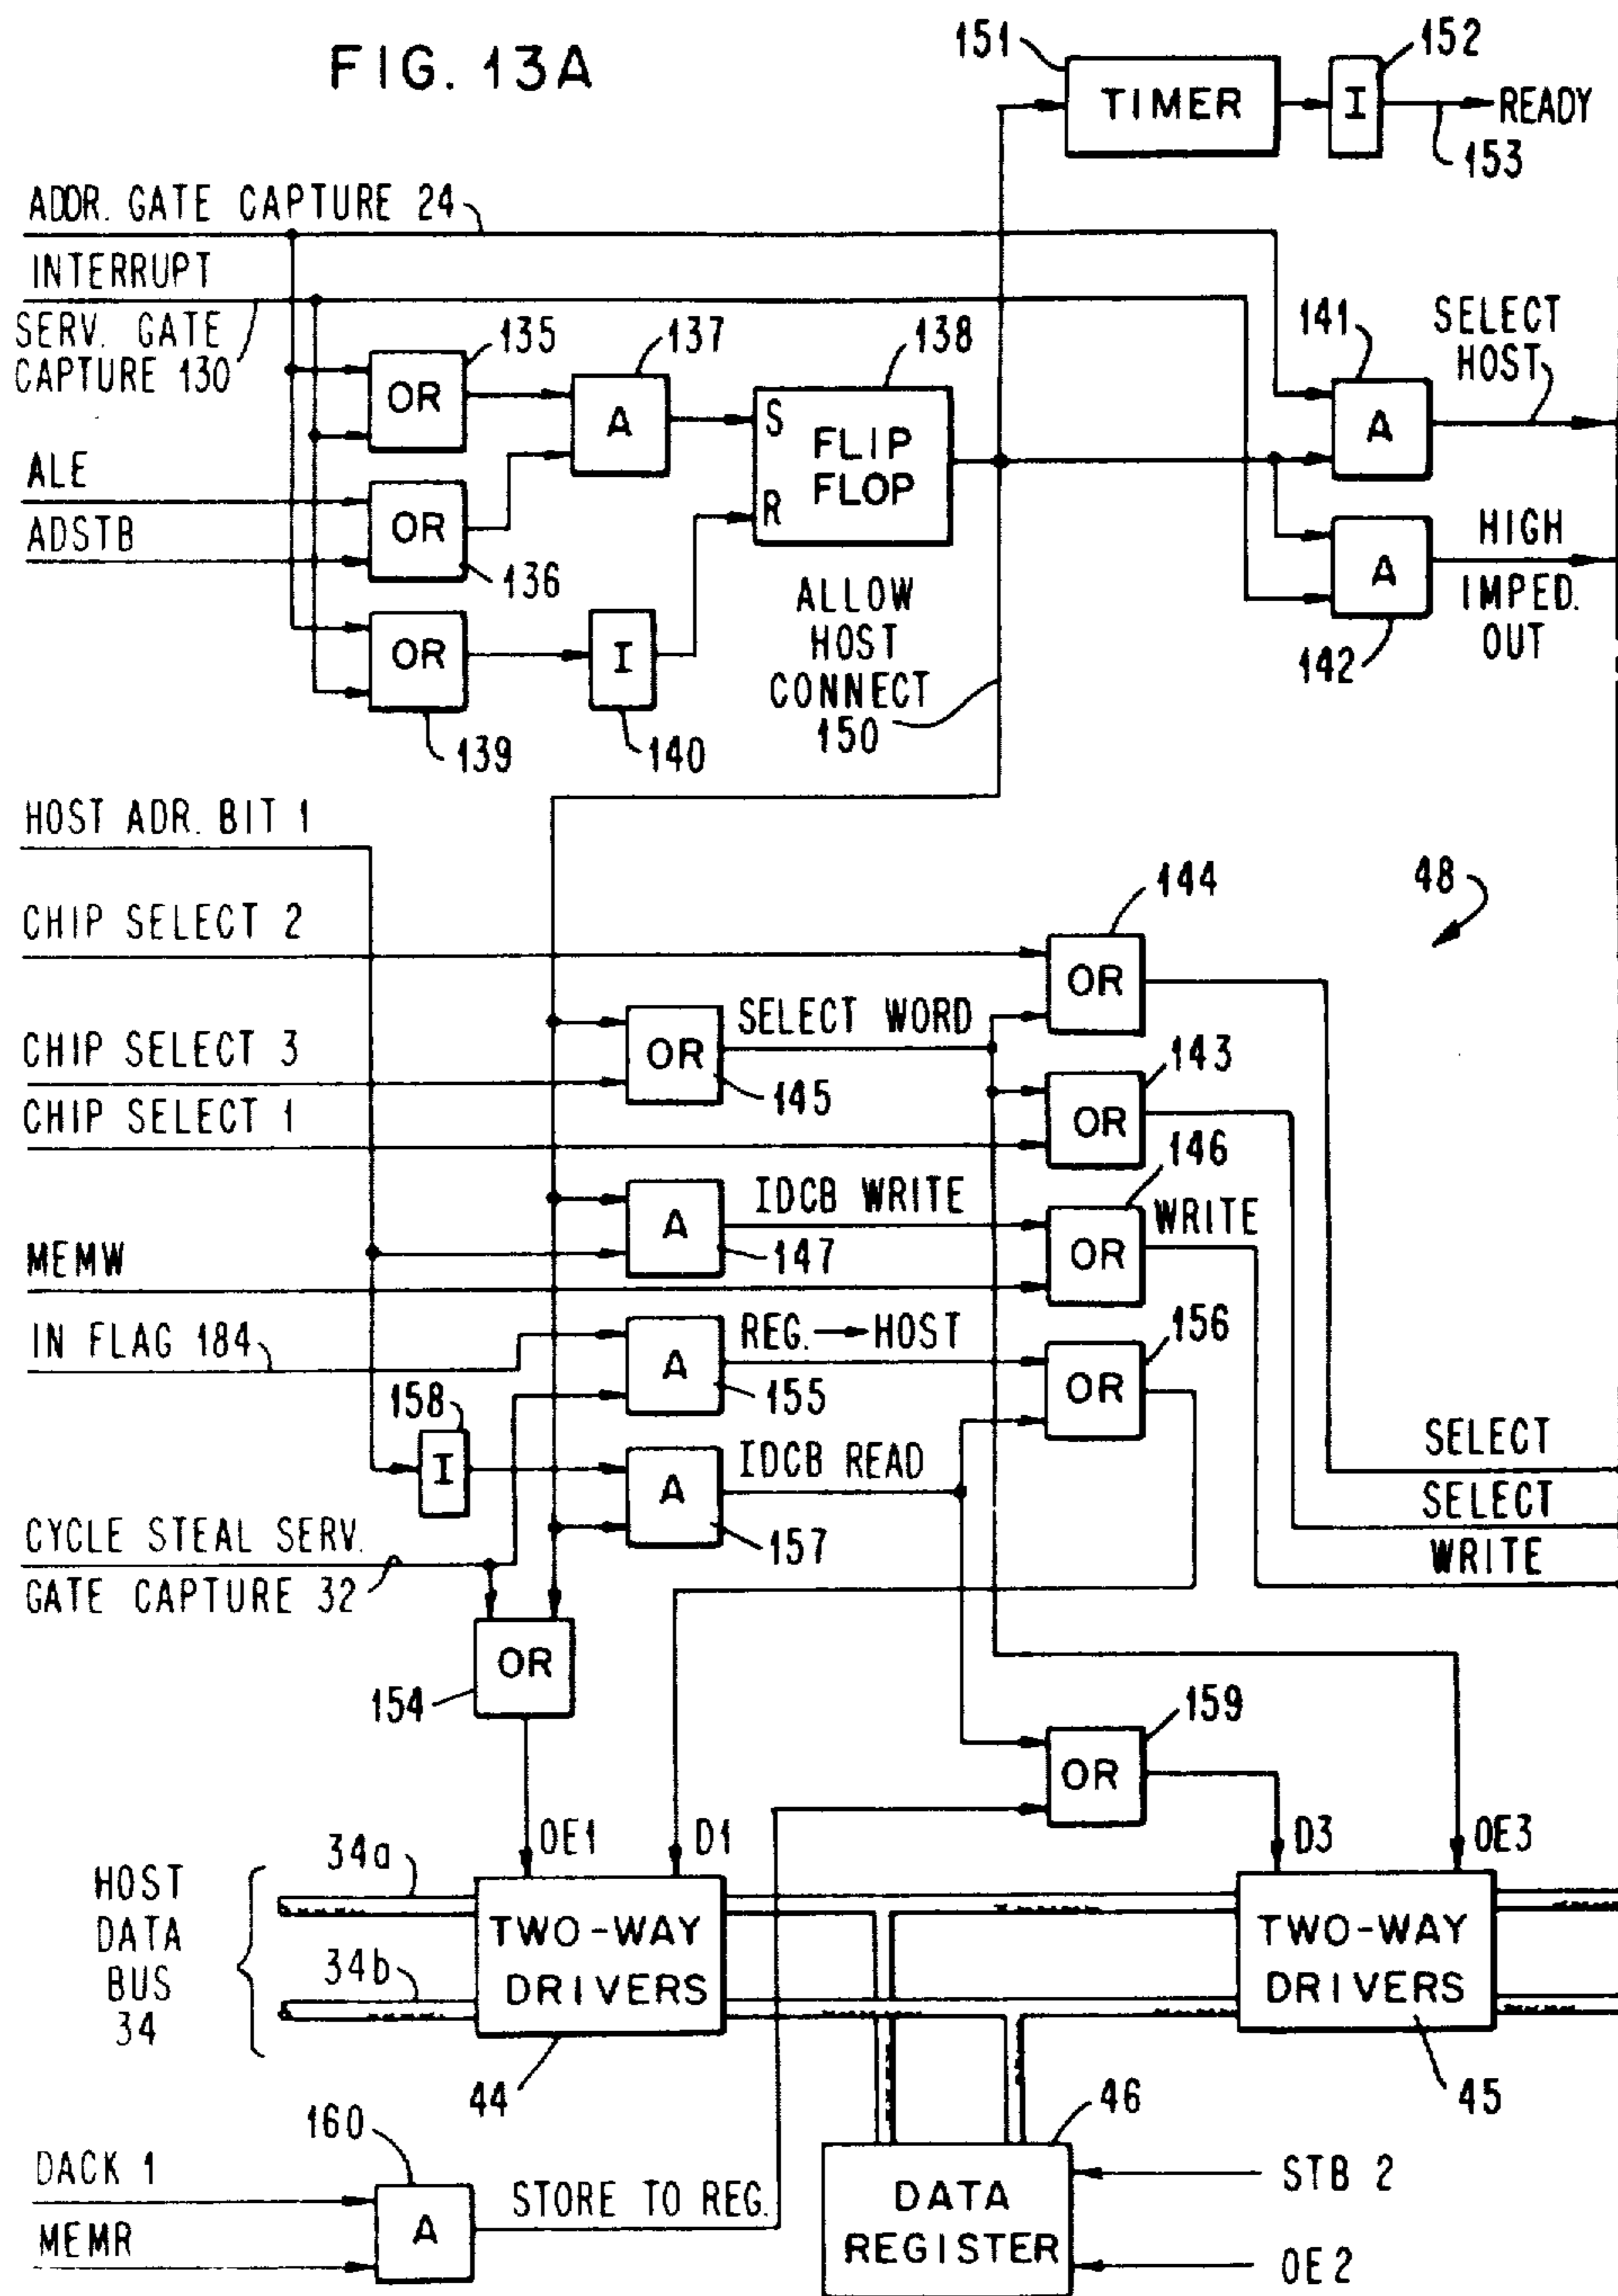 FIG. 13A
151
TIMER
152
I
READY
153
ADDR. GATE CAPTURE 24
INTERRUPT
SERV. GATE
CAPTURE 130
135
OR
137
A
138
S
FLIP
FLOP
R
141
A
SELECT
HOST
ALE
ADSTB
OR
136
OR
139
I
140
ALLOW
HOST
CONNECT
150
A
142
HIGH
IMPED.
OUT
HOST ADR. BIT 1
48
CHIP SELECT 2
144
OR
CHIP SELECT 3
OR
145
SELECT WORD
143
OR
CHIP SELECT 1
146
A
147
IDCB WRITE
OR
WRITE
MEMW
IN FLAG 184
A
155
REG. → HOST
156
OR
158
I
A
157
IDCB READ
SELECT
SELECT
WRITE
CYCLE STEAL SERV.
GATE CAPTURE 32
OR
154
159
OR
OE1
D1
D3
OE3
HOST
DATA
BUS
34
34a
34b
TWO-WAY
DRIVERS
44
TWO-WAY
DRIVERS
45
46
160
DACK 1
MEMR
A
STORE TO REG.
DATA
REGISTER
STB 2
OE2